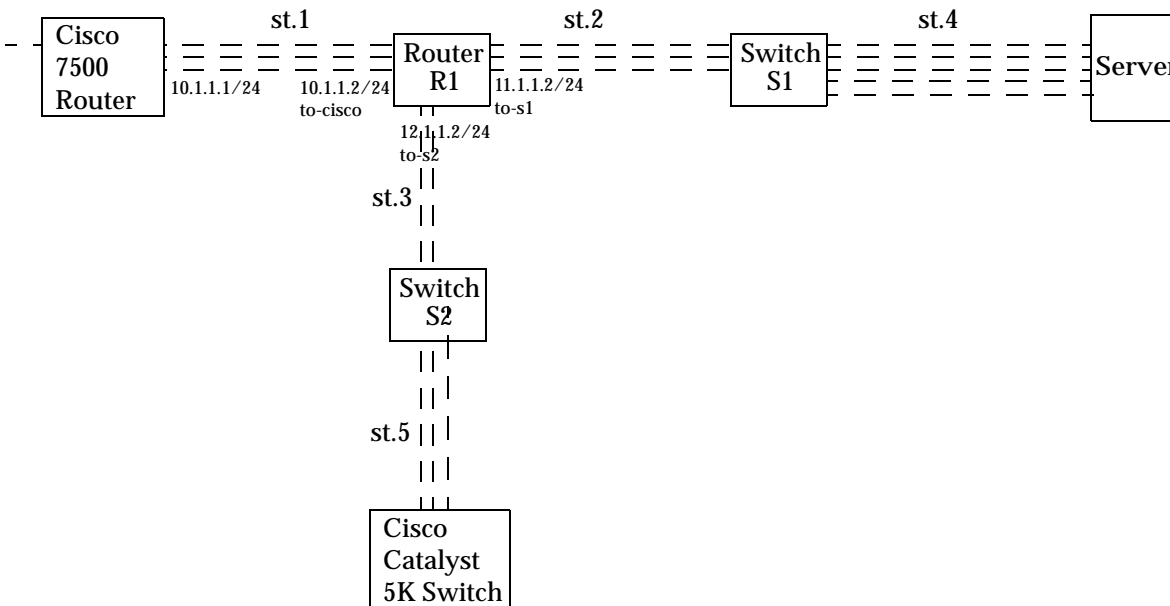 st.1
st.2
st.4
Cisco
7500
Router
Router
R1
Switch
S1
Server
10.1.1.1/24
10.1.1.2/24
to-cisco
11.1.1.2/24
to-s1
12.1.1.2/24
to-s2
st.3
Switch
S2
st.5
Cisco
Catalyst
5K Switch